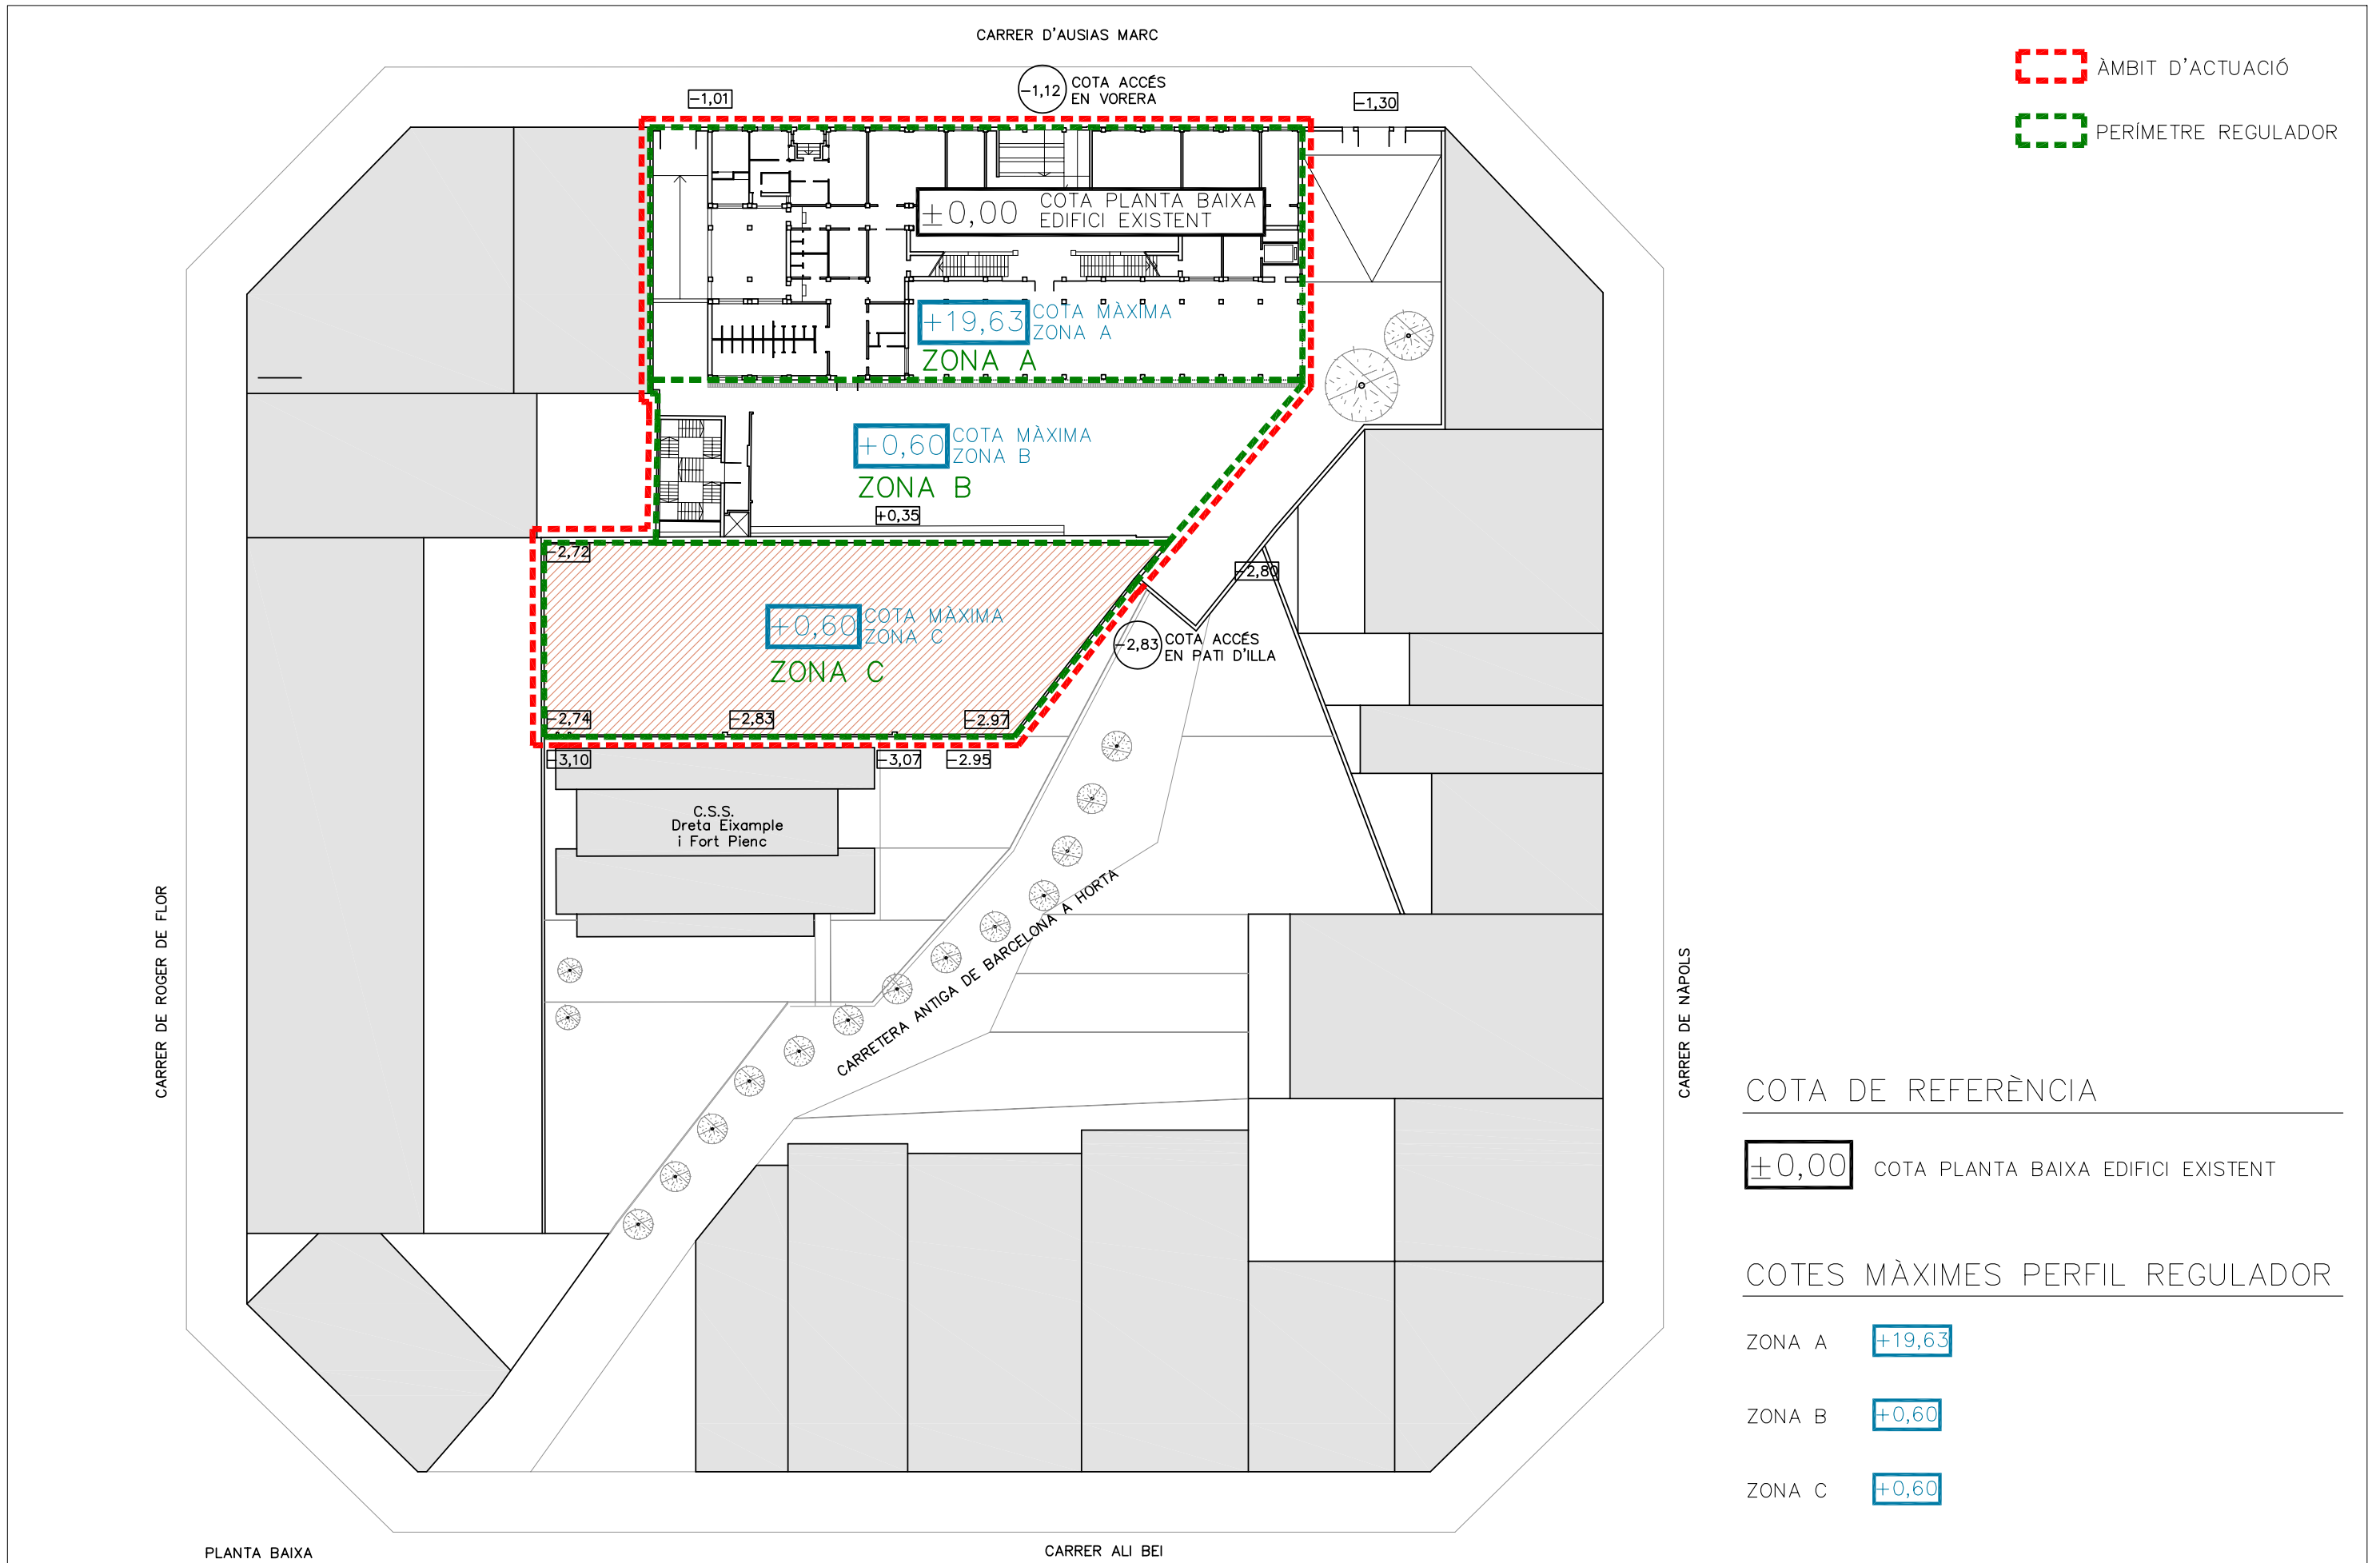 CARRER D'AUSIAS MARC
ÀMBIT D'ACTUACIÓ
PERÍMETRE REGULADOR
-1,01
-1,12
COTA ACCÉS
EN VORERA
-1,30
±0,00
COTA PLANTA BAIXA
EDIFICI EXISTENT
+19,63
COTA MÀXIMA
ZONA A
ZONA A
+0,60
COTA MÀXIMA
ZONA B
ZONA B
+0,35
-2,72
-2,80
+0,60
COTA MÀXIMA
ZONA C
ZONA C
-2,83
COTA ACCÉS
EN PATI D'ILLA
-2,74
-2,83
-2.97
-3,10
-3,07
-2.95
C.S.S.
Dreta Eixample
i Fort Pienc
CARRETERA ANTIGA DE BARCELONA A HORTA
CARRER DE ROGER DE FLOR
CARRER DE NÀPOLS
COTA DE REFERÈNCIA
±0,00
COTA PLANTA BAIXA EDIFICI EXISTENT
COTES MÀXIMES PERFIL REGULADOR
ZONA A +19,63
ZONA B +0,60
ZONA C +0,60
PLANTA BAIXA
CARRER ALI BEI